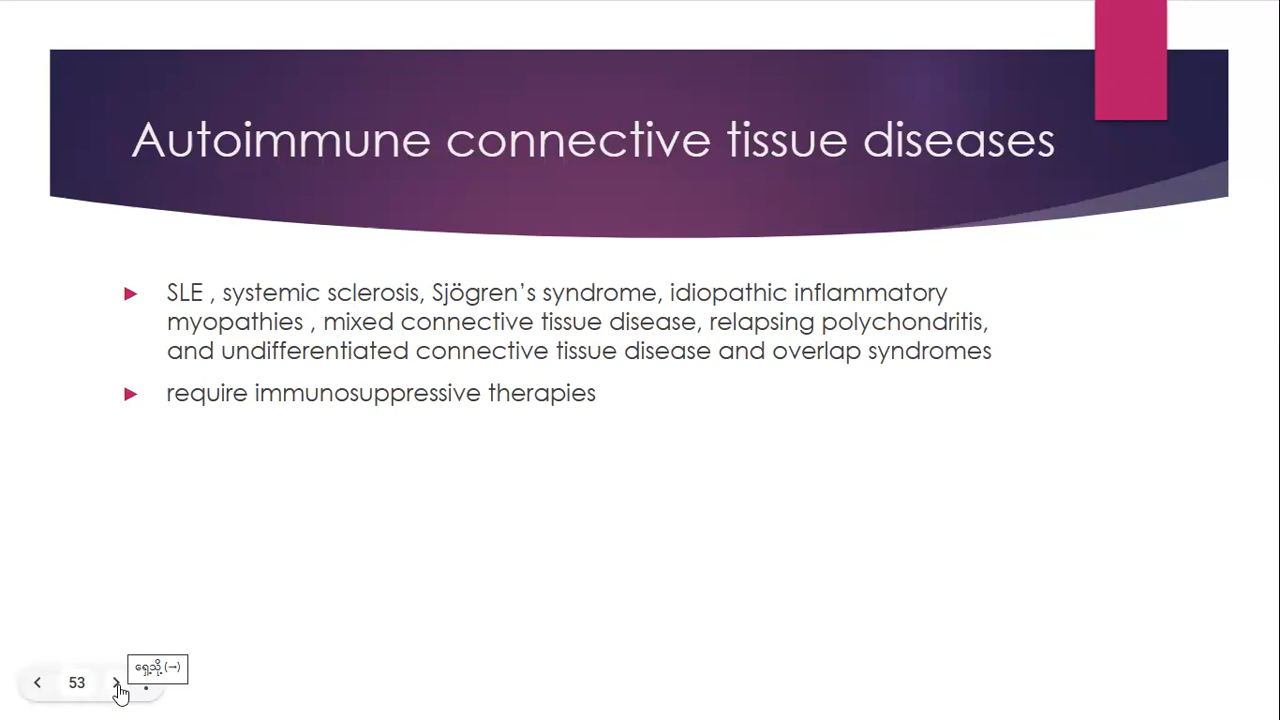 Autoimmune connective tissue diseases
SLE , systemic sclerosis, Sjögren’s syndrome, idiopathic inflammatory
myopathies , mixed connective tissue disease, relapsing polychondritis,
and undifferentiated connective tissue disease and overlap syndromes
require immunosuppressive therapies
ရှေ့သို့ (→)
53